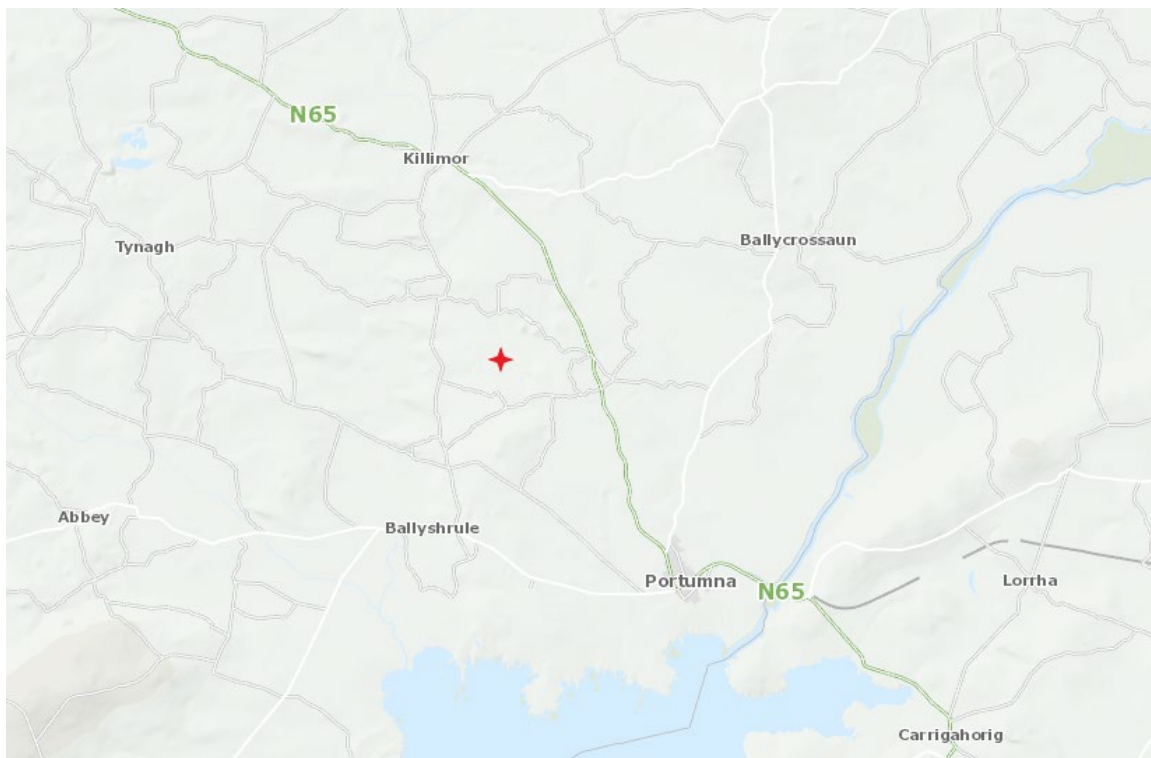 N65
Killimor
Ballycrossaun
Tynagh
Abbey
Ballyshrule
Portumna
N65
Lorrha
Carrigahorig